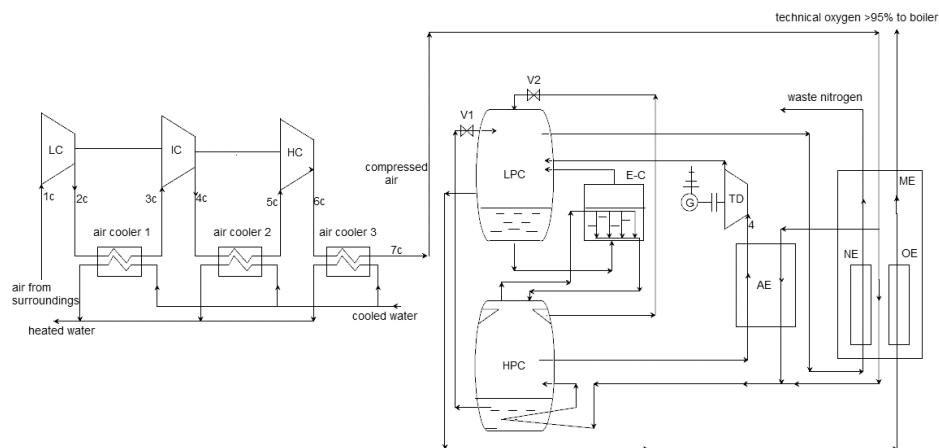 technical oxygen >95% to boiler
V2
V1
waste nitrogen
LC
IC
HC
compressed
air
LPC
E-C
ME
1c
2c
3c
4c
5c
6c
G
TD
4
air cooler 1
air cooler 2
air cooler 3
7c
NE
OE
AE
air from
surroundings
cooled water
heated water
HPC